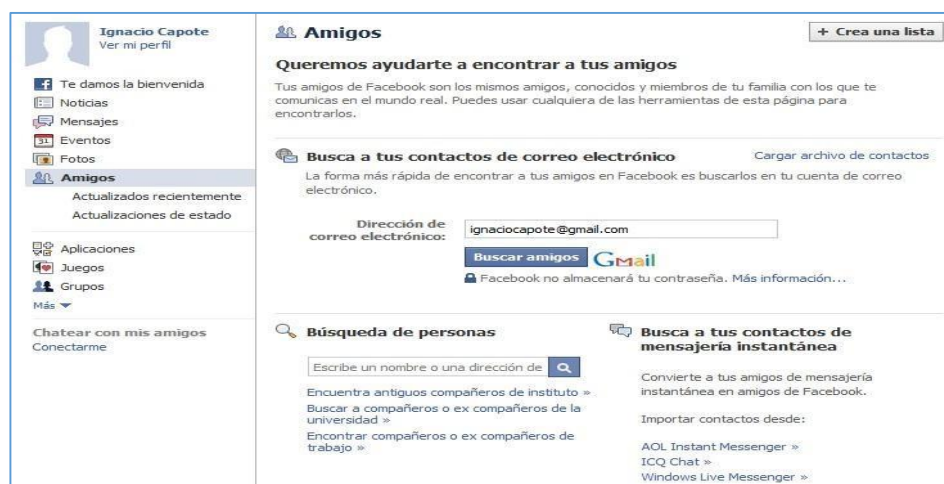 Ignacio Capote
Ver mi perfil
Te damos la bienvenida
Noticias
Mensajes
31 Eventos
Fotos
Amigos
Actualizados recientemente
Actualizaciones de estado
Aplicaciones
Juegos
Grupos
Más
Chatear con mis amigos
Conectarme
Amigos
+ Crea una lista
Queremos ayudarte a encontrar a tus amigos
Tus amigos de Facebook son los mismos amigos, conocidos y miembros de tu familia con los que te
comunicas en el mundo real. Puedes usar cualquiera de las herramientas de esta página para
encontrarlos.
Busca a tus contactos de correo electrónico
Cargar archivo de contactos
La forma más rápida de encontrar a tus amigos en Facebook es buscarlos en tu cuenta de correo
electrónico.
Dirección de
correo electrónico:
ignaciocapote@gmail.com
Buscar amigos Gmail
Facebook no almacenará tu contraseña. Más información...
Búsqueda de personas
Escribe un nombre o una dirección de
Encuentra antiguos compañeros de instituto »
Buscar a compañeros o ex compañeros de la
universidad »
Encontrar compañeros o ex compañeros de
trabajo »
Busca a tus contactos de
mensajería instantánea
Convierte a tus amigos de mensajería
instantánea en amigos de Facebook.
Importar contactos desde:
AOL Instant Messenger »
ICQ Chat »
Windows Live Messenger »